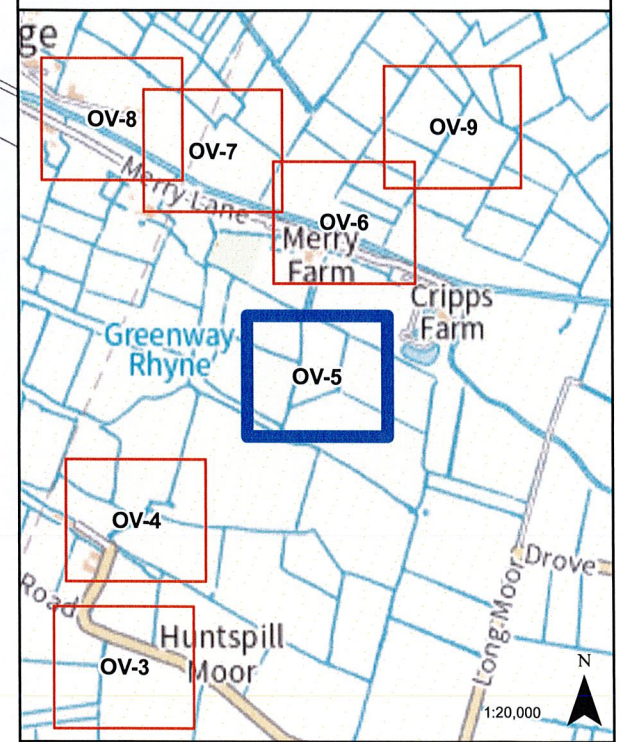 ge
OV-8
OV-7
OV-9
Merry Lane
OV-6
Merry
Farm
Cripps
Farm
Greenway
Rhyne
OV-5
OV-4
Drove
Road
Long Moor
Huntspill
Moor
OV-3
N
1:20,000